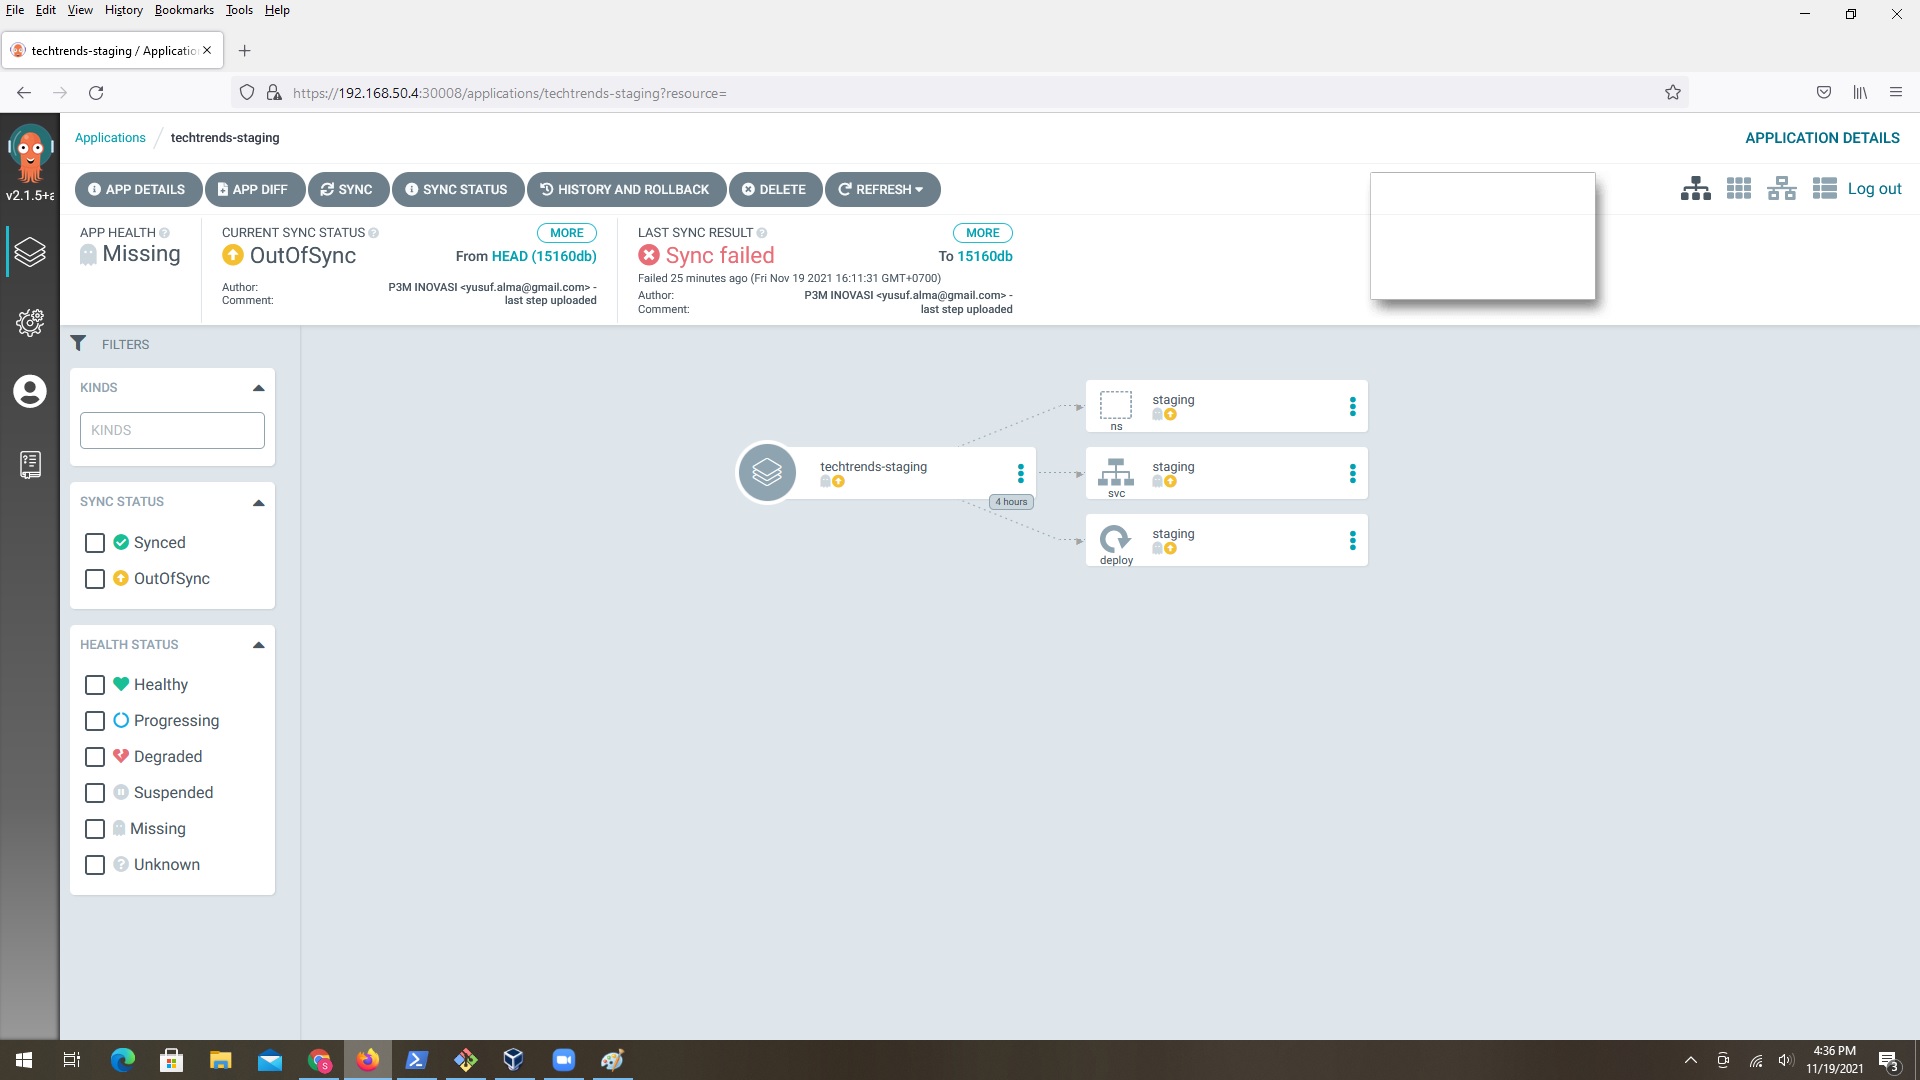 File Edit View History Bookmarks Tools Help
techtrends-staging / Applicatio
https://192.168.50.4:30008/applications/techtrends-staging?resource=
Applications / techtrends-staging
APPLICATION DETAILS
v2.1.5+a
APP DETAILS APP DIFF SYNC SYNC STATUS HISTORY AND ROLLBACK DELETE REFRESH
Log out
APP HEALTH
Missing
CURRENT SYNC STATUS MORE
OutOfSync From HEAD (15160db)
Author: P3M INOVASI <yusuf.alma@gmail.com> -
Comment: last step uploaded
LAST SYNC RESULT MORE
Sync failed To 15160db
Failed 25 minutes ago (Fri Nov 19 2021 16:11:31 GMT+0700)
Author: P3M INOVASI <yusuf.alma@gmail.com> -
Comment: last step uploaded
FILTERS
KINDS
KINDS
SYNC STATUS
Synced
OutOfSync
HEALTH STATUS
Healthy
Progressing
Degraded
Suspended
Missing
Unknown
techtrends-staging
4 hours
staging
ns
staging
svc
staging
deploy
4:36 PM
11/19/2021
3